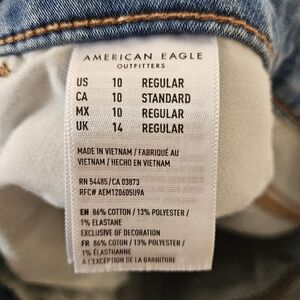 AMERICAN EAGLE
OUTFITTERS
US 10 REGULAR
CA 10 STANDARD
MX 10 REGULAR
UK 14 REGULAR
MADE IN VIETNAM / FABRIQUÉ AU
VIETNAM / HECHO EN VIETNAM
RN 54485/CA 03873
RFC# AEM120605U9A
EN 86% COTTON / 13% POLYESTER /
1% ELASTANE
EXCLUSIVE OF DECORATION
FR 86% COTON / 13% POLYESTER /
1% ÉLASTHANNE
À L'EXCEPTION DE LA GARNITURE